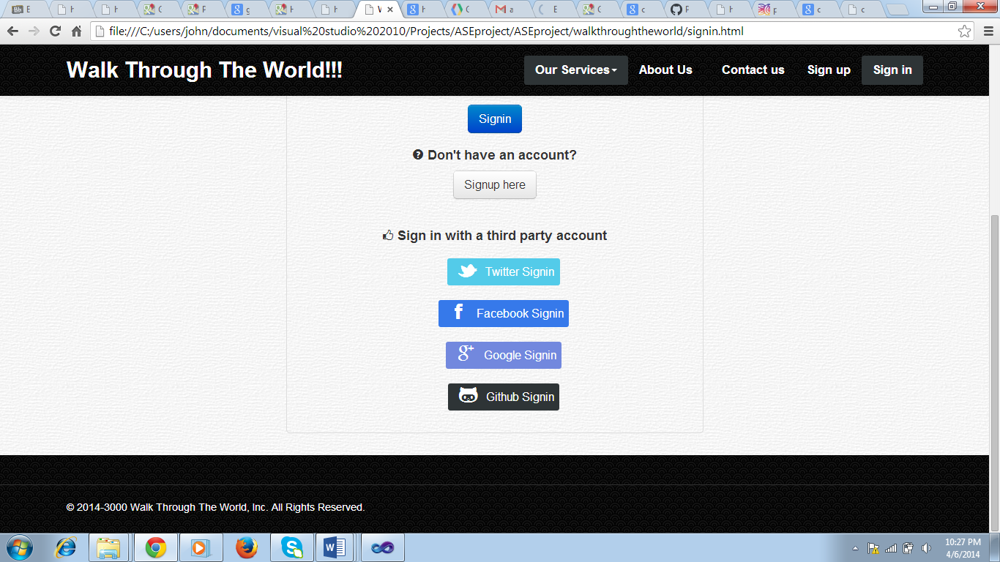 file:///C:/users/john/documents/visual%20studio%202010/Projects/ASEproject/ASEproject/walkthroughtheworld/signin.html
Walk Through The World!!!
Our Services
About Us
Contact us
Sign up
Sign in
Signin
Don't have an account?
Signup here
Sign in with a third party account
Twitter Signin
Facebook Signin
Google Signin
Github Signin
© 2014-3000 Walk Through The World, Inc. All Rights Reserved.
10:27 PM
4/6/2014